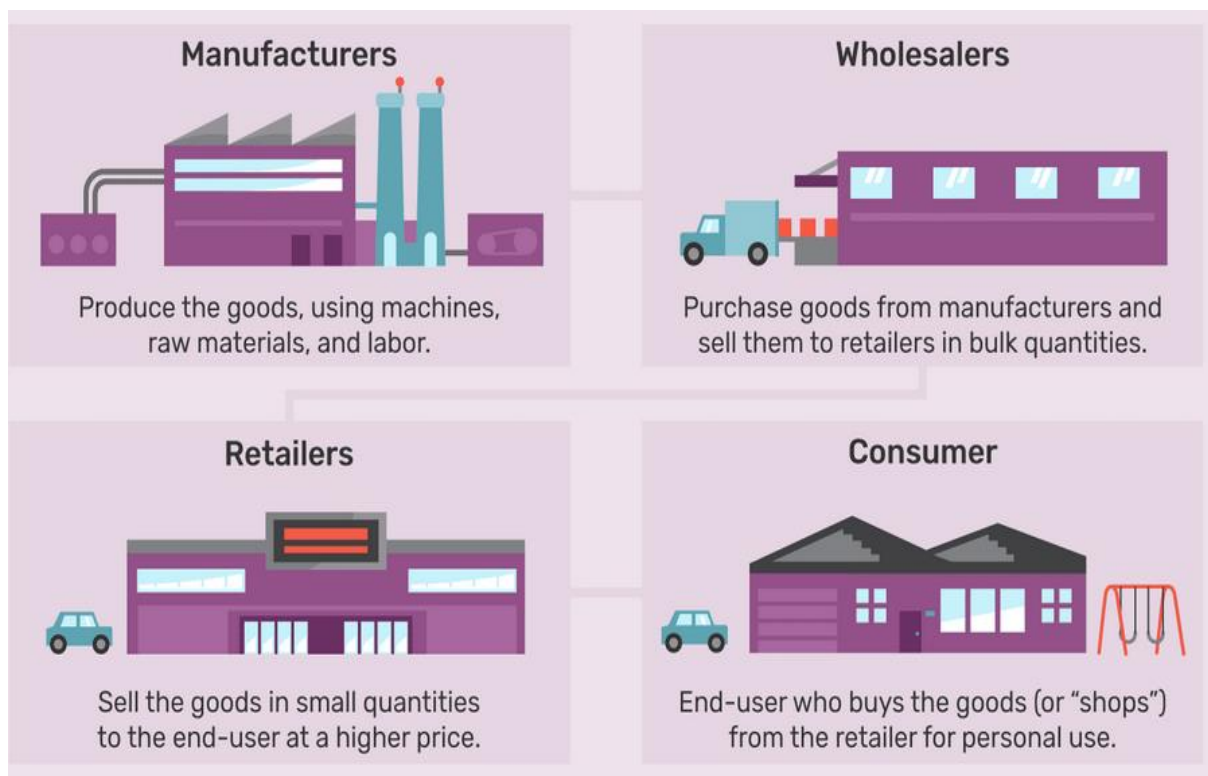 Manufacturers
Produce the goods, using machines,
raw materials, and labor.
Wholesalers
Purchase goods from manufacturers and
sell them to retailers in bulk quantities.
Retailers
Sell the goods in small quantities
to the end-user at a higher price.
Consumer
End-user who buys the goods (or “shops”)
from the retailer for personal use.